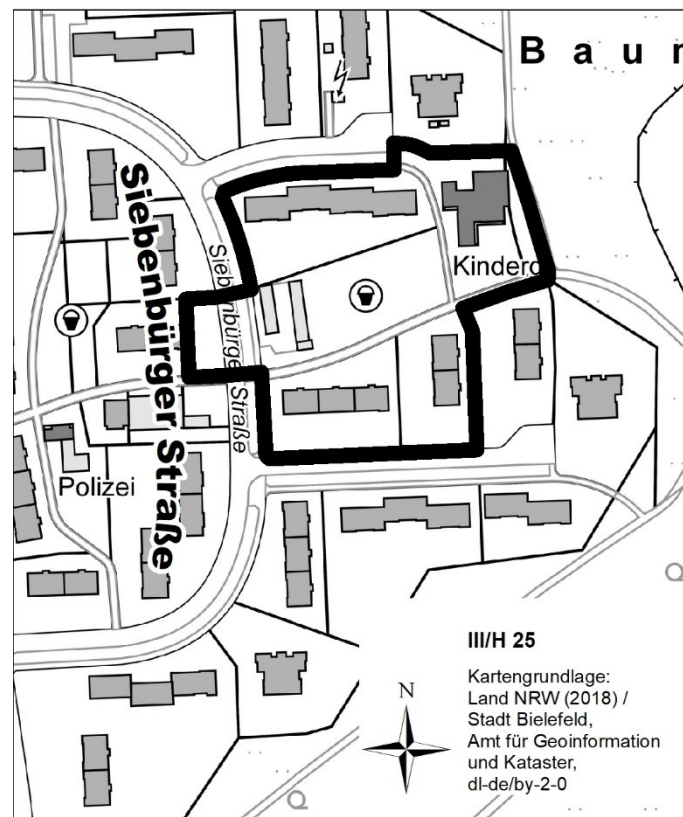 B a u
Siebenbürger Straße
Siebenbürger Straße
Kinderg
Polizei
III/H 25
Kartengrundlage:
Land NRW (2018) /
Stadt Bielefeld,
Amt für Geoinformation
und Kataster,
dl-de/by-2-0
N
Q
Q